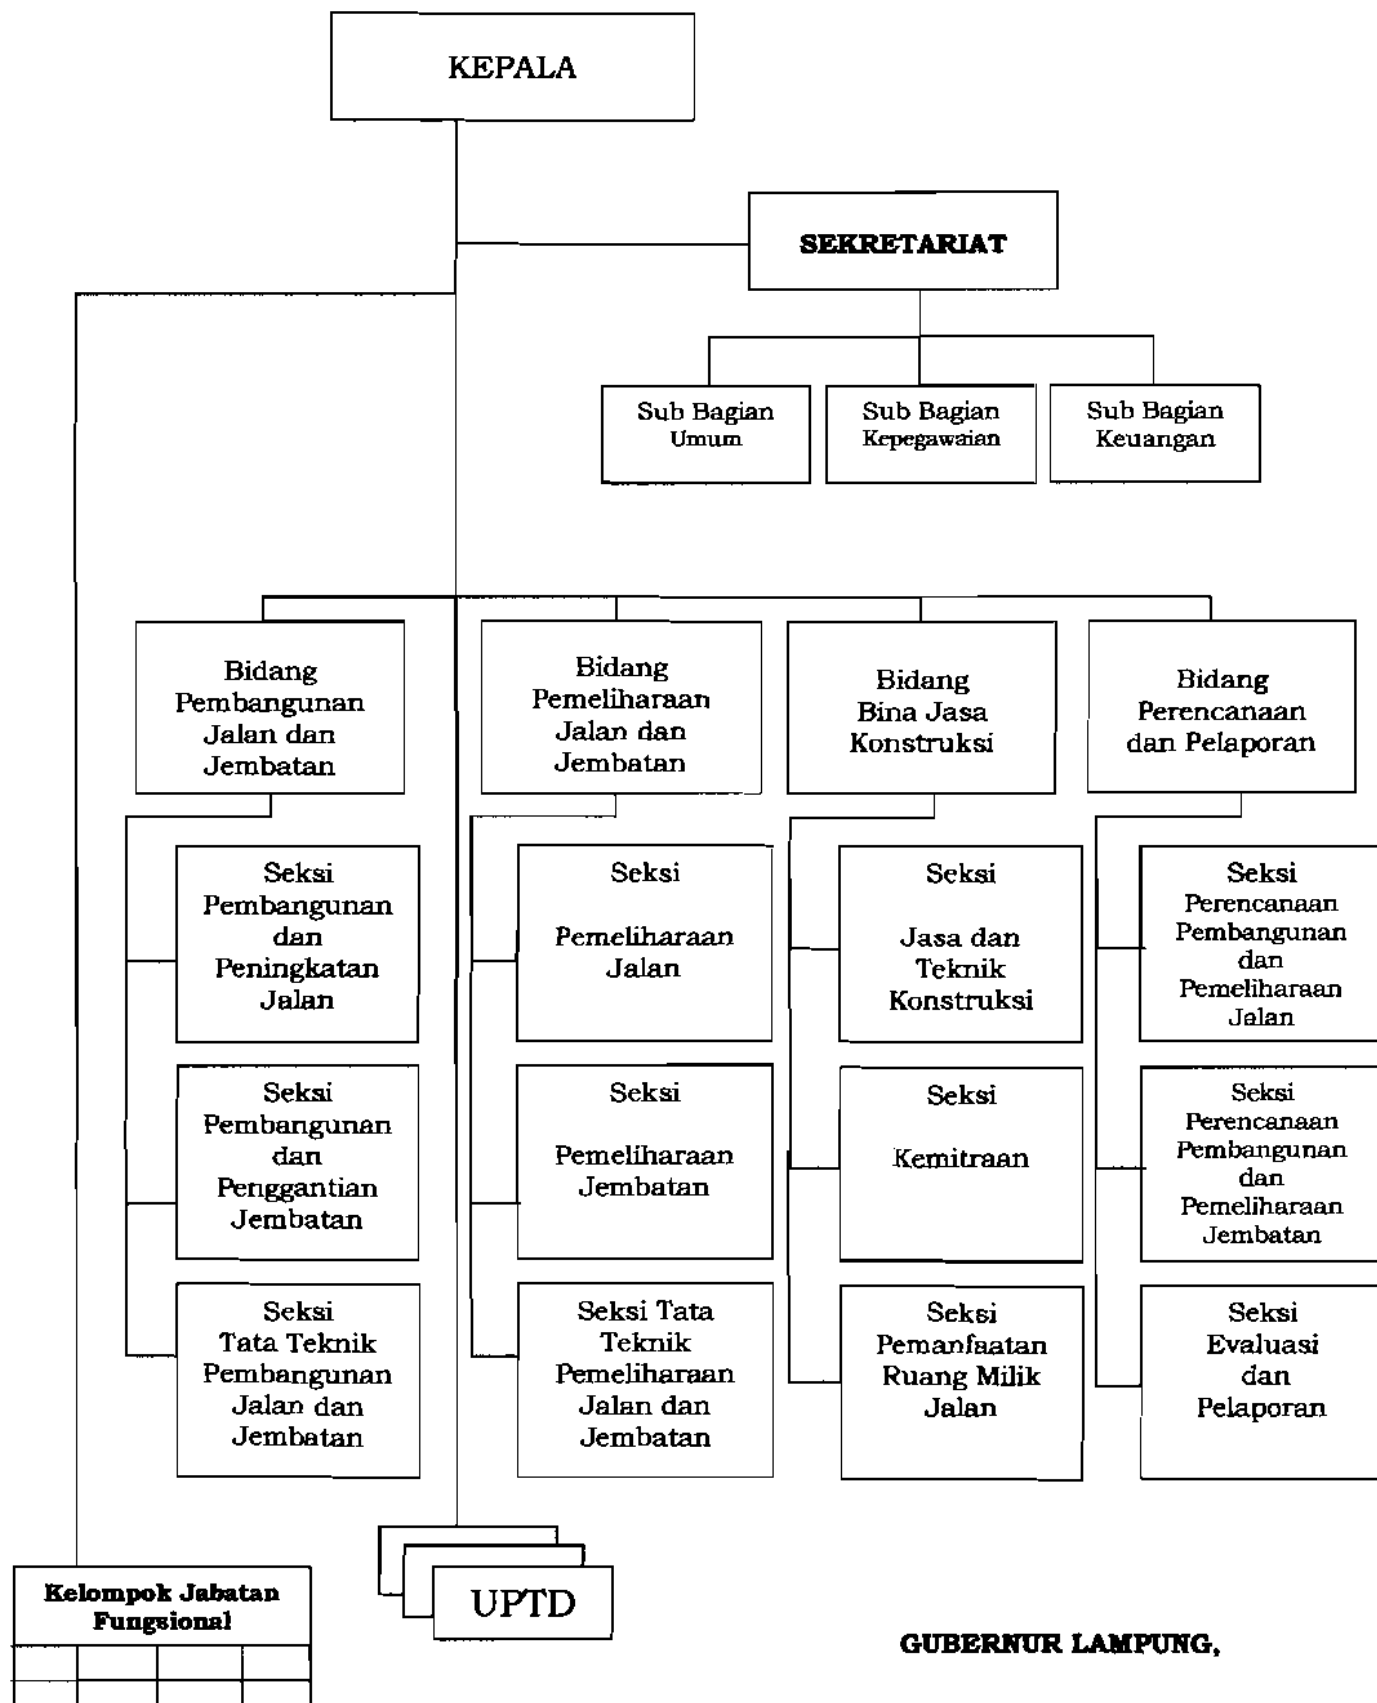 KEPALA
SEKRETARIAT
Sub Bagian
Umum
Sub Bagian
Kepegawaian
Sub Bagian
Keuangan
Bidang
Pembangunan
Jalan dan
Jembatan
Bidang
Pemeliharaan
Jalan dan
Jembatan
Bidang
Bina Jasa
Konstruksi
Bidang
Perencanaan
dan Pelaporan
Seksi
Pembangunan
dan
Peningkatan
Jalan
Seksi
Pemeliharaan
Jalan
Seksi
Jasa dan
Teknik
Konstruksi
Seksi
Perencanaan
Pembangunan
dan
Pemeliharaan
Jalan
Seksi
Pembangunan
dan
Penggantian
Jembatan
Seksi
Pemeliharaan
Jembatan
Seksi
Kemitraan
Seksi
Perencanaan
Pembangunan
dan
Pemeliharaan
Jembatan
Seksi
Tata Teknik
Pembangunan
Jalan dan
Jembatan
Seksi Tata
Teknik
Pemeliharaan
Jalan dan
Jembatan
Seksi
Pemanfaatan
Ruang Milik
Jalan
Seksi
Evaluasi
dan
Pelaporan
Kelompok Jabatan
Fungsional
UPTD
GUBERNUR LAMPUNG,